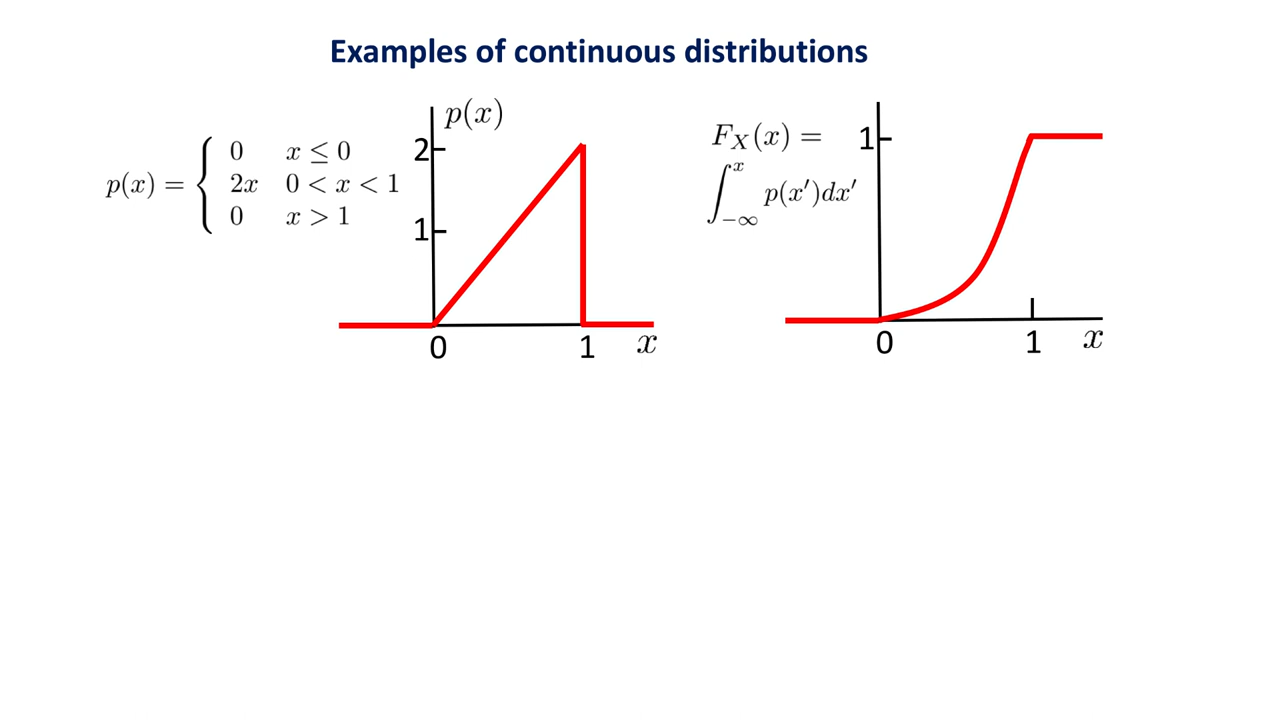 Examples of continuous distributions
p(x) = { 0 x ≤ 0
2x 0 < x < 1
0 x > 1
p(x)
2
1
0 1 x
F_X(x) =
∫_{-∞}^{x} p(x′)dx′
1
0 1 x